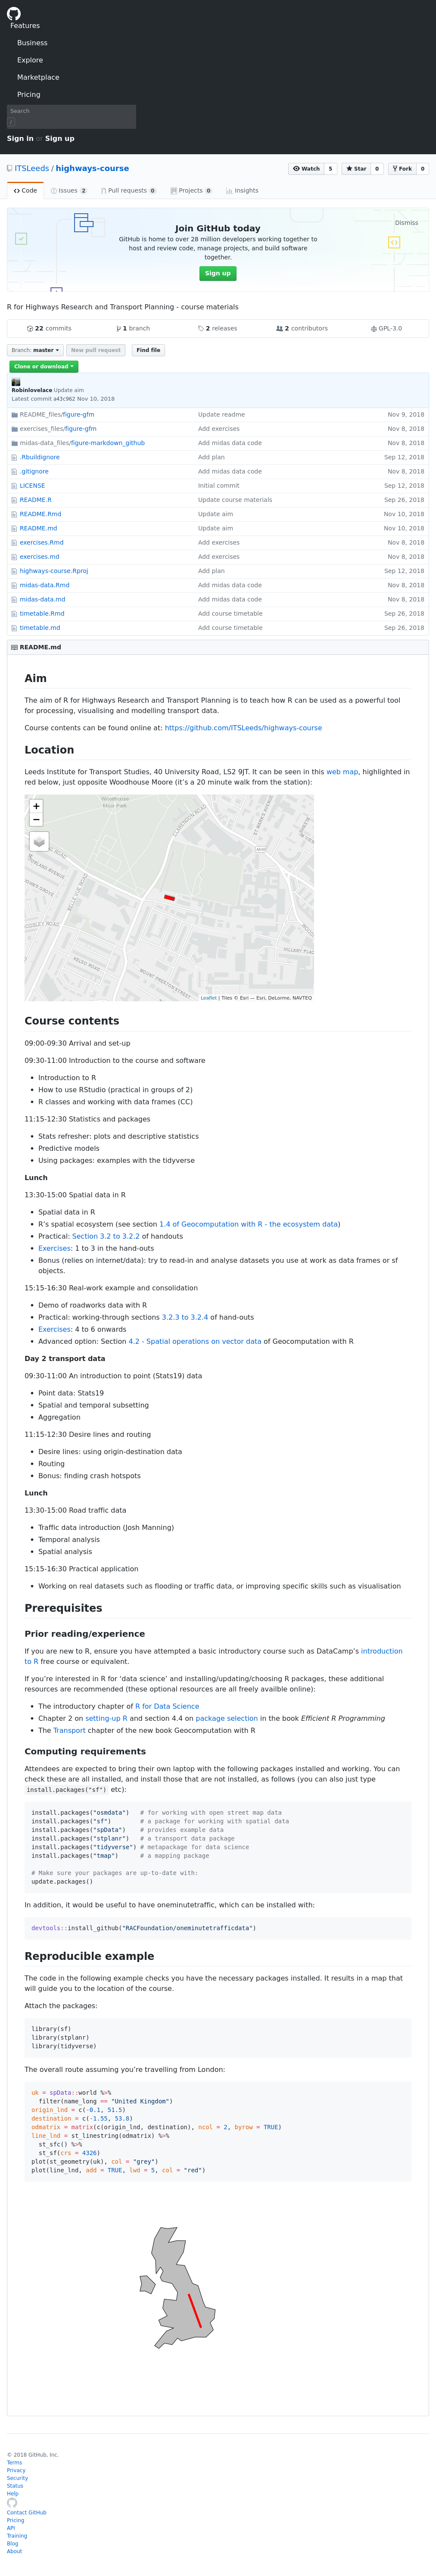 Features
Business
Explore
Marketplace
Pricing
Search
/
Sign in or Sign up
ITSLeeds / highways-course
Watch 5 Star 0 Fork 0
Code Issues 2 Pull requests 0 Projects 0 Insights
Dismiss
Join GitHub today
GitHub is home to over 28 million developers working together to
host and review code, manage projects, and build software
together.
Sign up
R for Highways Research and Transport Planning - course materials
22 commits 1 branch 2 releases 2 contributors GPL-3.0
Branch: master New pull request Find file
Clone or download
Robinlovelace Update aim
Latest commit a43c962 Nov 10, 2018
README_files/figure-gfm Update readme Nov 9, 2018
exercises_files/figure-gfm Add exercises Nov 8, 2018
midas-data_files/figure-markdown_github Add midas data code Nov 8, 2018
.Rbuildignore Add plan Sep 12, 2018
.gitignore Add midas data code Nov 8, 2018
LICENSE Initial commit Sep 12, 2018
README.R Update course materials Sep 26, 2018
README.Rmd Update aim Nov 10, 2018
README.md Update aim Nov 10, 2018
exercises.Rmd Add exercises Nov 8, 2018
exercises.md Add exercises Nov 8, 2018
highways-course.Rproj Add plan Sep 12, 2018
midas-data.Rmd Add midas data code Nov 8, 2018
midas-data.md Add midas data code Nov 8, 2018
timetable.Rmd Add course timetable Sep 26, 2018
timetable.md Add course timetable Sep 26, 2018
README.md
Aim
The aim of R for Highways Research and Transport Planning is to teach how R can be used as a powerful tool
for processing, visualising and modelling transport data.
Course contents can be found online at: https://github.com/ITSLeeds/highways-course
Location
Leeds Institute for Transport Studies, 40 University Road, LS2 9JT. It can be seen in this web map, highlighted in
red below, just opposite Woodhouse Moore (it's a 20 minute walk from the station):
+
−
Woodhouse
Moor Park
CLARENDON ROAD
A660
Leaflet | Tiles © Esri — Esri, DeLorme, NAVTEQ
Course contents
09:00-09:30 Arrival and set-up
09:30-11:00 Introduction to the course and software
• Introduction to R
• How to use RStudio (practical in groups of 2)
• R classes and working with data frames (CC)
11:15-12:30 Statistics and packages
• Stats refresher: plots and descriptive statistics
• Predictive models
• Using packages: examples with the tidyverse
Lunch
13:30-15:00 Spatial data in R
• Spatial data in R
• R's spatial ecosystem (see section 1.4 of Geocomputation with R - the ecosystem data)
• Practical: Section 3.2 to 3.2.2 of handouts
• Exercises: 1 to 3 in the hand-outs
• Bonus (relies on internet/data): try to read-in and analyse datasets you use at work as data frames or sf
objects.
15:15-16:30 Real-work example and consolidation
• Demo of roadworks data with R
• Practical: working-through sections 3.2.3 to 3.2.4 of hand-outs
• Exercises: 4 to 6 onwards
• Advanced option: Section 4.2 - Spatial operations on vector data of Geocomputation with R
Day 2 transport data
09:30-11:00 An introduction to point (Stats19) data
• Point data: Stats19
• Spatial and temporal subsetting
• Aggregation
11:15-12:30 Desire lines and routing
• Desire lines: using origin-destination data
• Routing
• Bonus: finding crash hotspots
Lunch
13:30-15:00 Road traffic data
• Traffic data introduction (Josh Manning)
• Temporal analysis
• Spatial analysis
15:15-16:30 Practical application
• Working on real datasets such as flooding or traffic data, or improving specific skills such as visualisation
Prerequisites
Prior reading/experience
If you are new to R, ensure you have attempted a basic introductory course such as DataCamp's introduction
to R free course or equivalent.
If you're interested in R for 'data science' and installing/updating/choosing R packages, these additional
resources are recommended (these optional resources are all freely availble online):
• The introductory chapter of R for Data Science
• Chapter 2 on setting-up R and section 4.4 on package selection in the book Efficient R Programming
• The Transport chapter of the new book Geocomputation with R
Computing requirements
Attendees are expected to bring their own laptop with the following packages installed and working. You can
check these are all installed, and install those that are not installed, as follows (you can also just type
install.packages("sf") etc):
install.packages("osmdata") # for working with open street map data
install.packages("sf") # a package for working with spatial data
install.packages("spData") # provides example data
install.packages("stplanr") # a transport data package
install.packages("tidyverse") # metapackage for data science
install.packages("tmap") # a mapping package
# Make sure your packages are up-to-date with:
update.packages()
In addition, it would be useful to have oneminutetraffic, which can be installed with:
devtools::install_github("RACFoundation/oneminutetrafficdata")
Reproducible example
The code in the following example checks you have the necessary packages installed. It results in a map that
will guide you to the location of the course.
Attach the packages:
library(sf)
library(stplanr)
library(tidyverse)
The overall route assuming you're travelling from London:
uk = spData::world %>%
filter(name_long == "United Kingdom")
origin_lnd = c(-0.1, 51.5)
destination = c(-1.55, 53.8)
odmatrix = matrix(c(origin_lnd, destination), ncol = 2, byrow = TRUE)
line_lnd = st_linestring(odmatrix) %>%
st_sfc() %>%
st_sf(crs = 4326)
plot(st_geometry(uk), col = "grey")
plot(line_lnd, add = TRUE, lwd = 5, col = "red")
© 2018 GitHub, Inc.
Terms
Privacy
Security
Status
Help
Contact GitHub
Pricing
API
Training
Blog
About